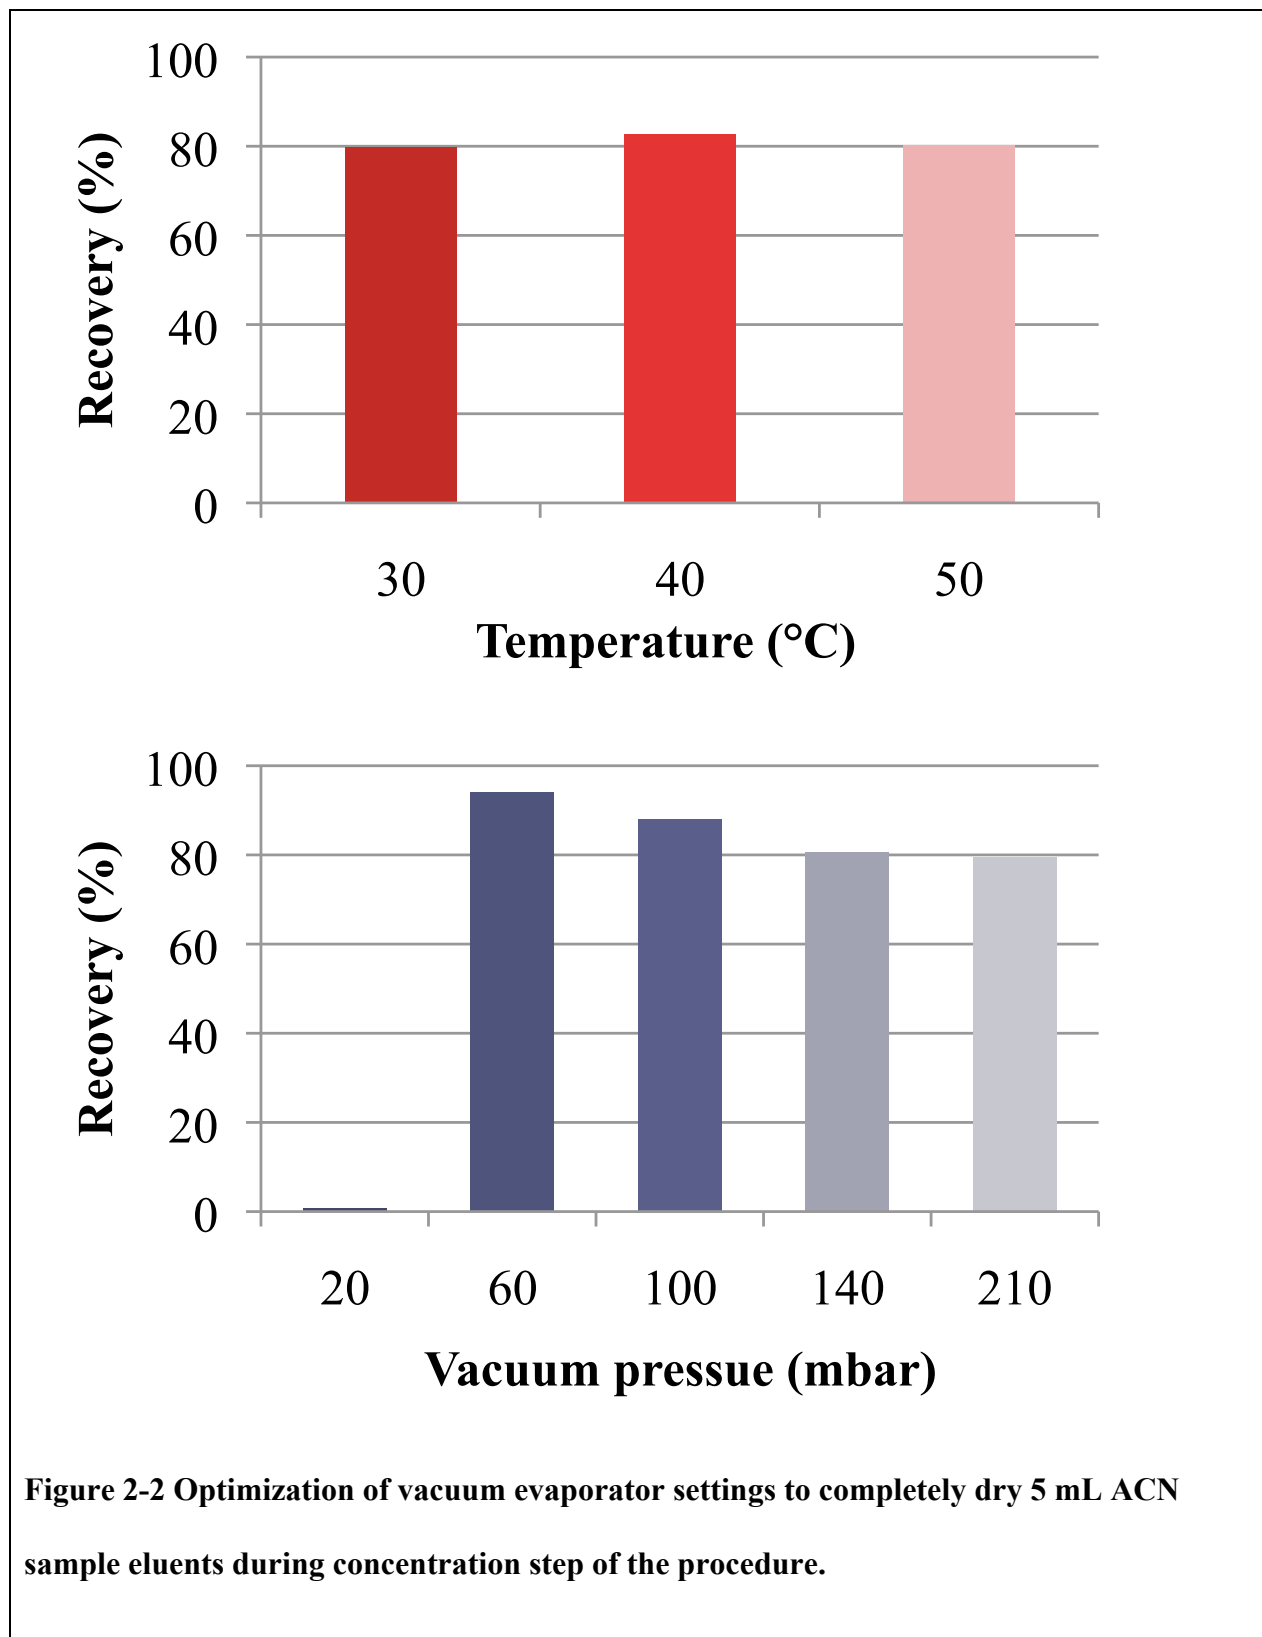 100
80
60
40
20
0
Recovery (%)
30 40 50
Temperature (°C)
100
80
60
40
20
0
Recovery (%)
20 60 100 140 210
Vacuum pressue (mbar)
Figure 2-2 Optimization of vacuum evaporator settings to completely dry 5 mL ACN
sample eluents during concentration step of the procedure.